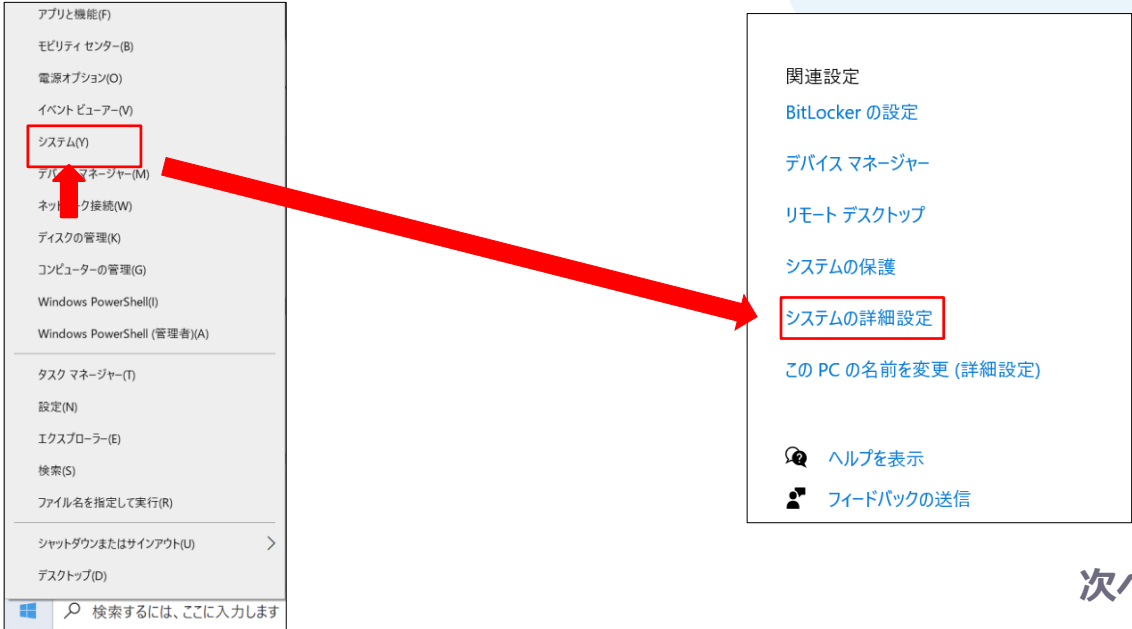 アプリと機能(F)
モビリティ センター(B)
電源オプション(O)
イベント ビューアー(V)
システム(Y)
デバ マネージャー(M)
ネット ーク接続(W)
ディスクの管理(K)
コンピューターの管理(G)
Windows PowerShell(I)
Windows PowerShell (管理者)(A)
タスク マネージャー(T)
設定(N)
エクスプローラー(E)
検索(S)
ファイル名を指定して実行(R)
シャットダウンまたはサインアウト(U)
デスクトップ(D)
検索するには、ここに入力します
関連設定
BitLocker の設定
デバイス マネージャー
リモート デスクトップ
システムの保護
システムの詳細設定
この PC の名前を変更 (詳細設定)
ヘルプを表示
フィードバックの送信
次へ